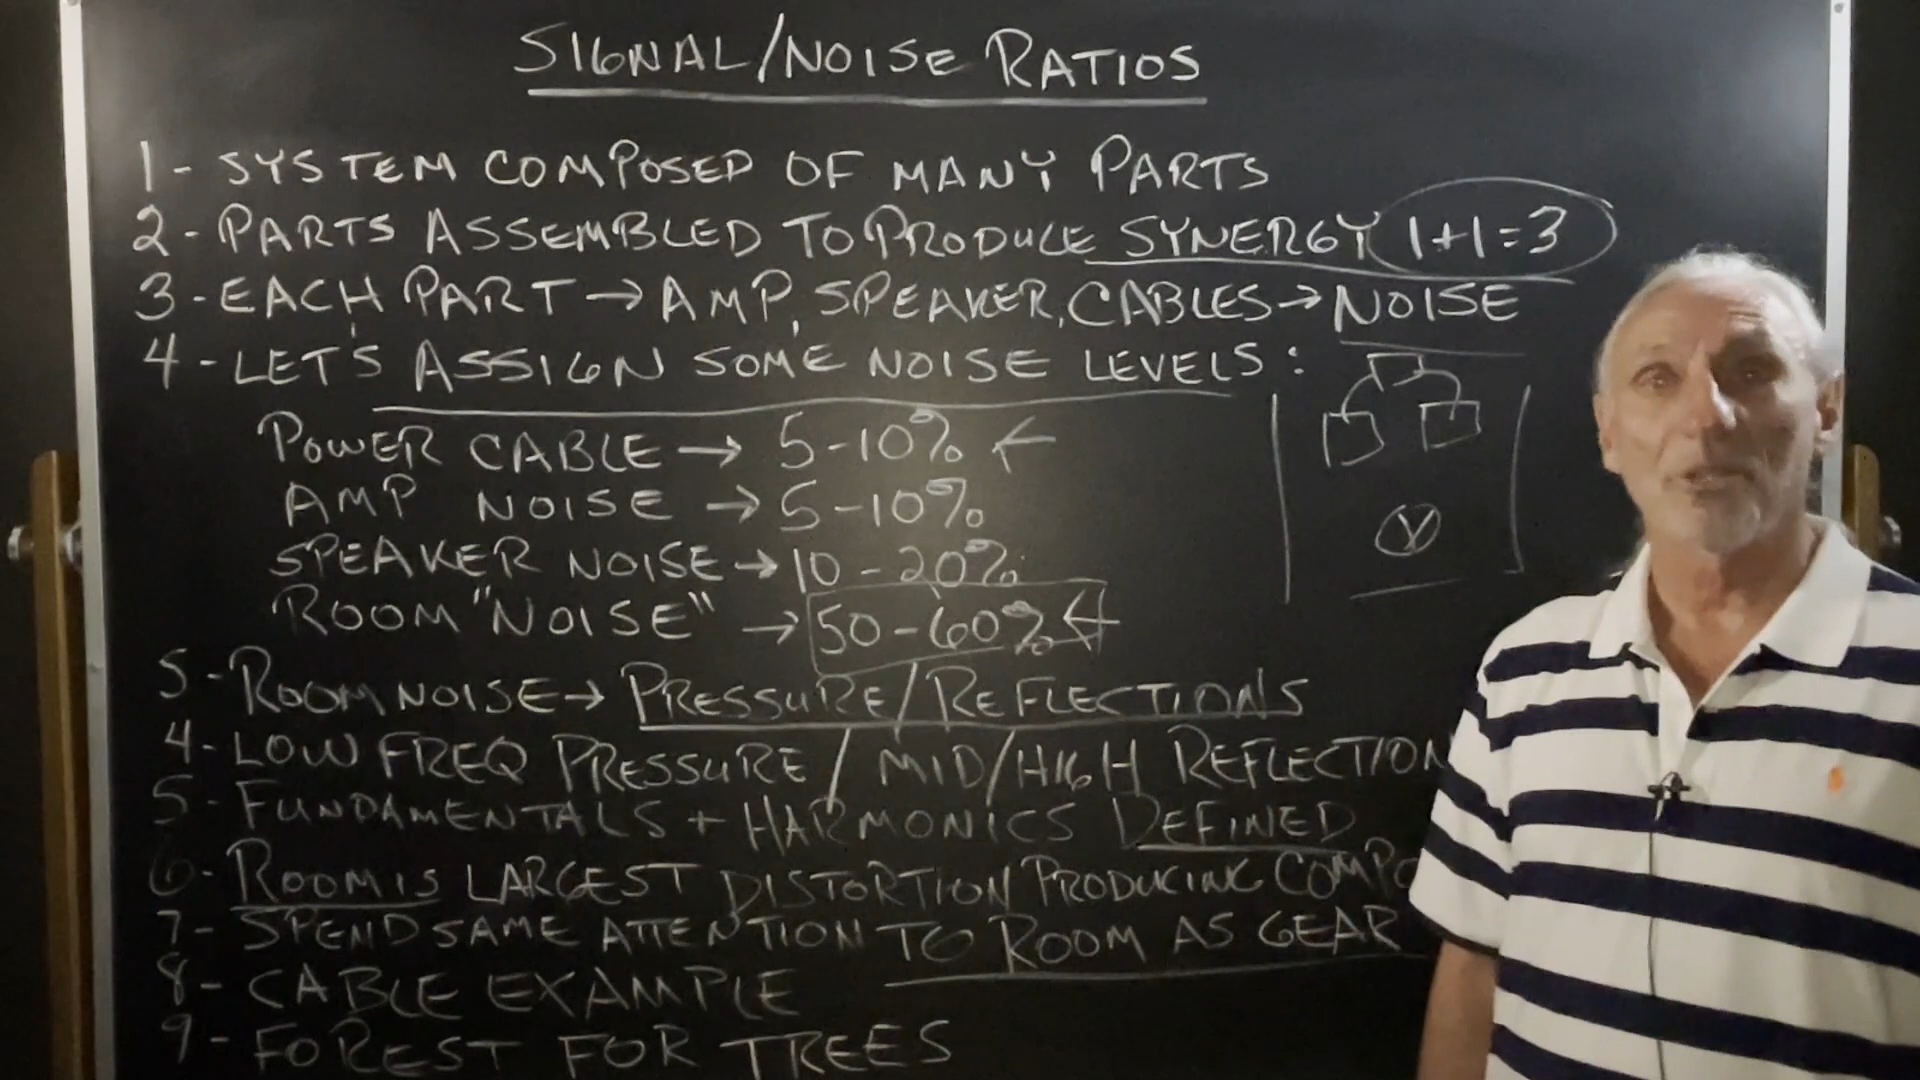 SIGNAL/NOISE RATIOS
1 - SYSTEM COMPOSED OF MANY PARTS
2 - PARTS ASSEMBLED TO PRODUCE SYNERGY 1+1=3
3 - EACH PART → AMP, SPEAKER, CABLES → NOISE
4 - LET'S ASSIGN SOME NOISE LEVELS:
POWER CABLE → 5-10% ←
AMP NOISE → 5-10%
SPEAKER NOISE → 10-20%
ROOM "NOISE" → 50-60% ←
5 - ROOM NOISE → PRESSURE/REFLECTIONS
4 - LOW FREQ PRESSURE / MID/HIGH REFLECTION
5 - FUNDAMENTALS + HARMONICS DEFINED
6 - ROOM IS LARGEST DISTORTION PRODUCING COMPO
7 - SPEND SAME ATTENTION TO ROOM AS GEAR
8 - CABLE EXAMPLE
9 - FOREST FOR TREES